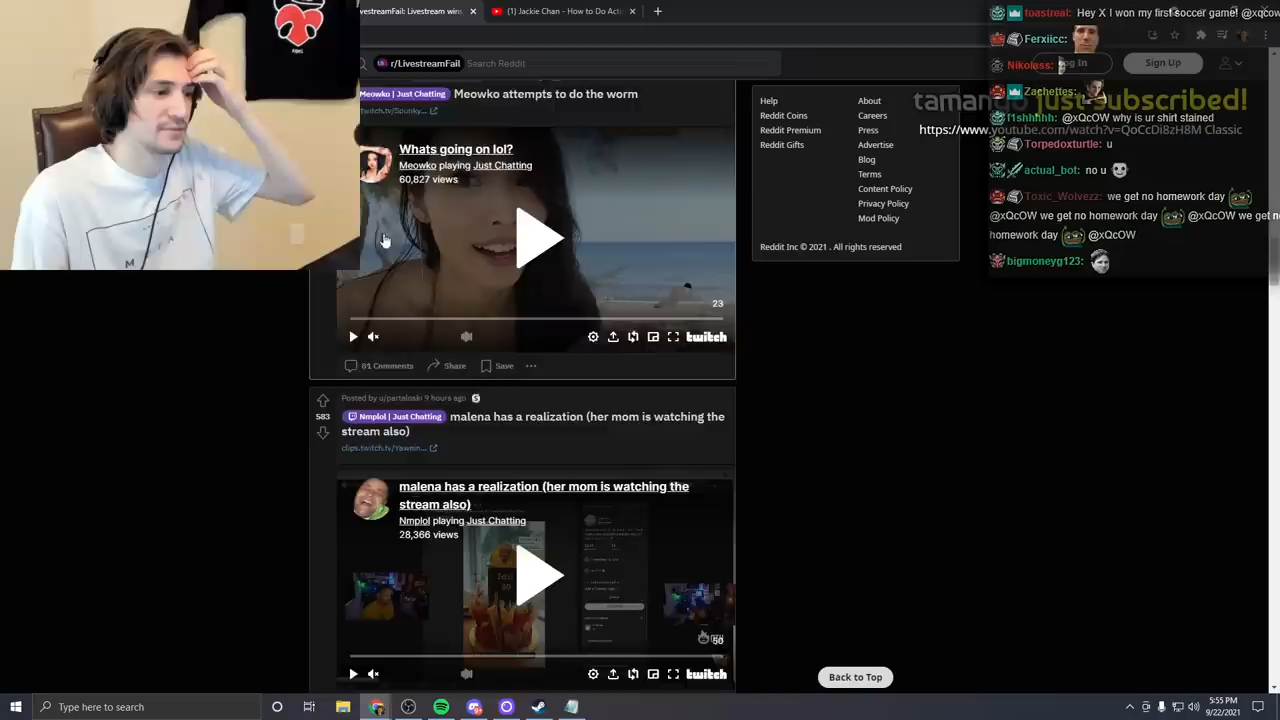 vestreamFail: Livestream wins
(1) Jackie Chan - How to Do Acti
r/LivestreamFail
Search Reddit
Log In
Sign Up
Meowko | Just Chatting
Meowko attempts to do the worm
twitch.tv/Spunky...
Whats going on lol?
Meowko playing Just Chatting
60,827 views
23
twitch
81 Comments
Share
Save
Posted by u/partaloski 9 hours ago
583
Nmplol | Just Chatting
malena has a realization (her mom is watching the
stream also)
clips.twitch.tv/Yawnin...
malena has a realization (her mom is watching the
stream also)
Nmplol playing Just Chatting
28,366 views
50
twitch
Help
Reddit Coins
Reddit Premium
Reddit Gifts
About
Careers
Press
Advertise
Blog
Terms
Content Policy
Privacy Policy
Mod Policy
Reddit Inc © 2021 . All rights reserved
Back to Top
toastreal: Hey X I won my first soccer game! @xqcow
Ferxiicc:
Nikolass:
Zachettes:
just subscribed!
f1shhhhh: @xQcOW why is ur shirt stained
https://www.youtube.com/watch?v=QoCcDi8zH8M Classic
Torpedoxturtle: u
actual_bot: no u
Toxic_Wolvezz: we get no homework day
@xQcOW we get no homework day @xQcOW we get no
homework day @xQcOW
bigmoneyg123:
Type here to search
5:55 PM
9/22/2021